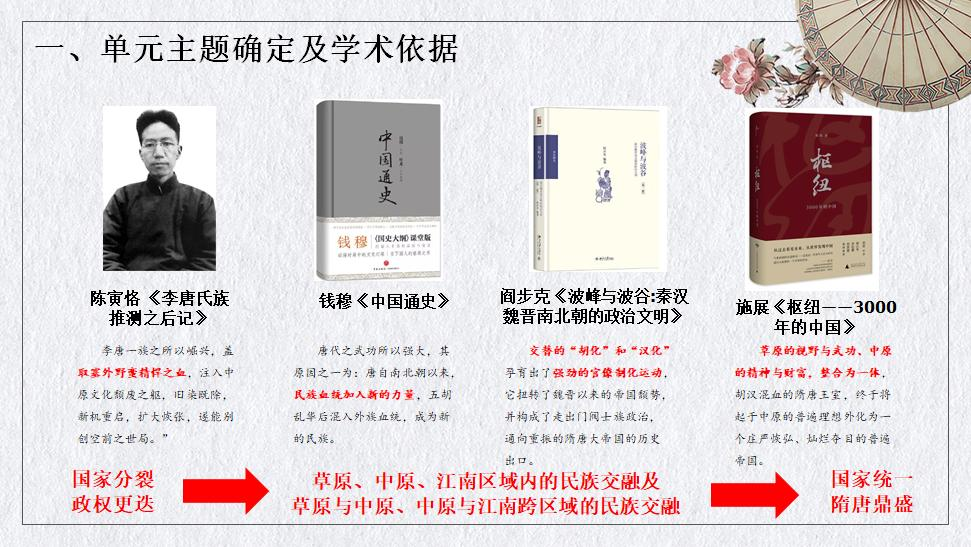 一、单元主题确定及学术依据
中国通史
钱穆
《国史大纲》课堂版
波峰与波谷
波峰与波谷
枢纽
3000年的中国
陈寅恪《李唐氏族
推测之后记》
钱穆《中国通史》
阎步克《波峰与波谷:秦汉
魏晋南北朝的政治文明》
施展《枢纽——3000
年的中国》
李唐一族之所以崛兴，盖
取塞外野蛮精悍之血，注入中
原文化颓废之躯，旧染既除，
新机重启，扩大恢张，遂能别
创空前之世局。”
唐代之武功所以强大，其
原因之一为：唐自南北朝以来，
民族血统加入新的力量，五胡
乱华后混入外族血统，成为新
的民族。
交替的“胡化”和“汉化”
孕育出了强劲的官僚制化运动，
它扭转了魏晋以来的帝国颓势，
并构成了走出门阀士族政治，
通向重振的隋唐大帝国的历史
出口。
草原的视野与武功、中原
的精神与财富，整合为一体，
胡汉混血的隋唐王室，终于将
起于中原的普遍理想外化为一
个庄严恢弘、灿烂夺目的普遍
帝国。
国家分裂
政权更迭
草原、中原、江南区域内的民族交融及
草原与中原、中原与江南跨区域的民族交融
国家统一
隋唐鼎盛